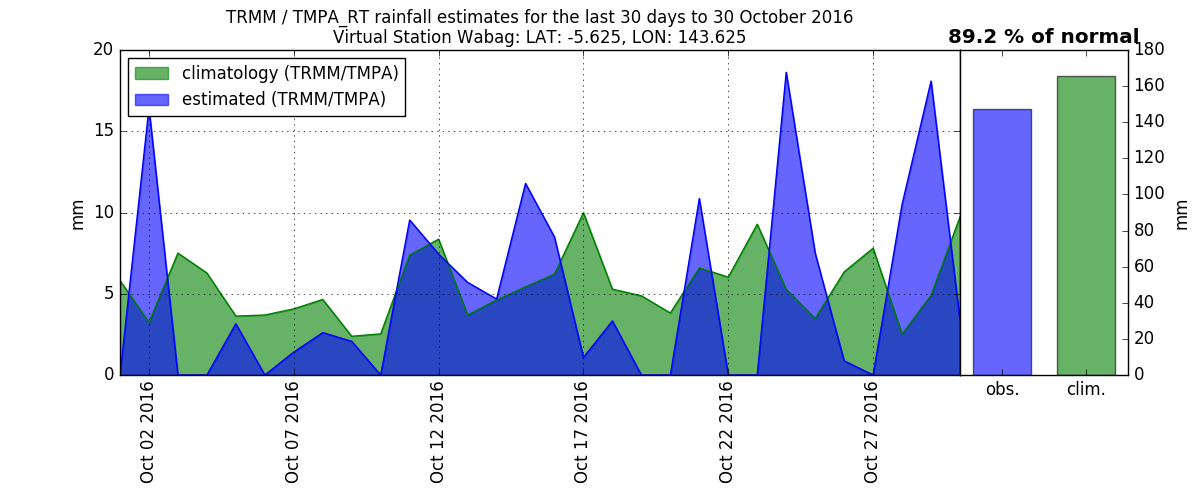 TRMM / TMPA_RT rainfall estimates for the last 30 days to 30 October 2016
Virtual Station Wabag: LAT: -5.625, LON: 143.625
89.2 % of normal
climatology (TRMM/TMPA)
estimated (TRMM/TMPA)
20
15
10
5
0
mm
180
160
140
120
100
80
60
40
20
0
mm
Oct 02 2016
Oct 07 2016
Oct 12 2016
Oct 17 2016
Oct 22 2016
Oct 27 2016
obs.
clim.